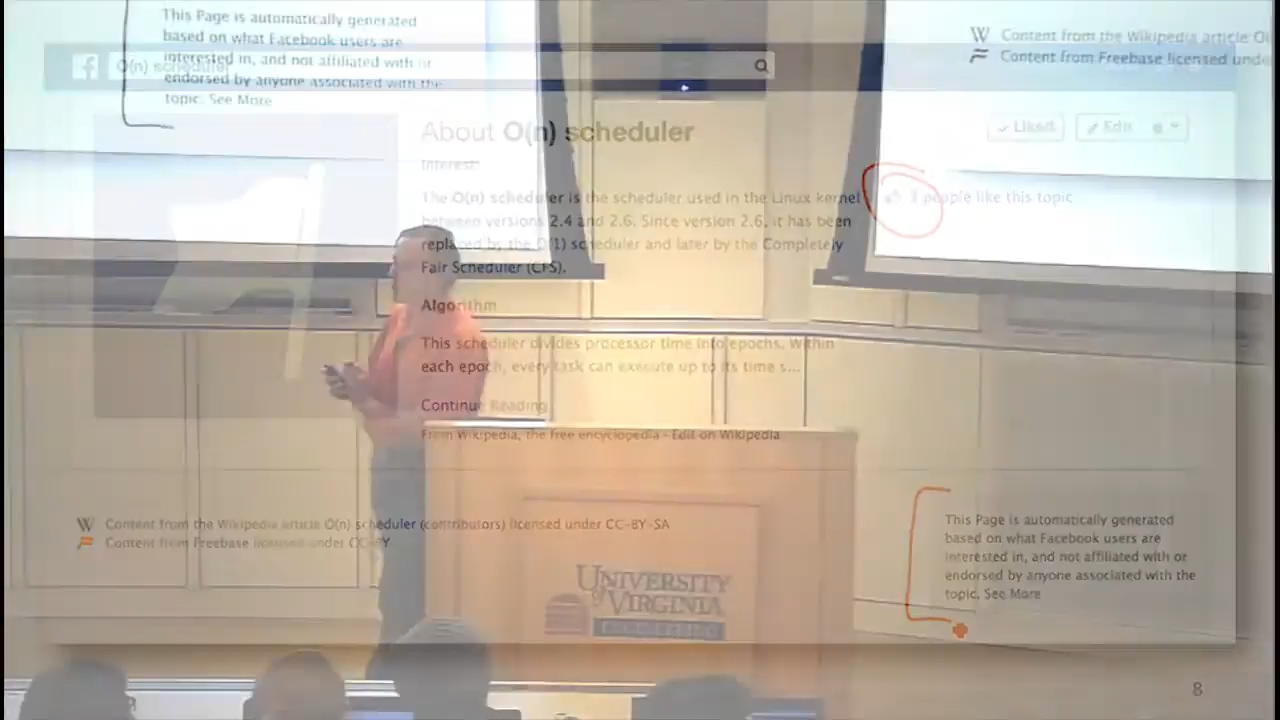 This Page is automatically generated
based on what Facebook users are
interested in, and not affiliated with or
endorsed by anyone associated with the
topic. See More
Content from the Wikipedia article O(
Content from Freebase licensed unde
O(n) scheduler
About O(n) scheduler
Liked
Edit
Interest
The O(n) scheduler is the scheduler used in the Linux kernel
between versions 2.4 and 2.6. Since version 2.6, it has been
replaced by the O(1) scheduler and later by the Completely
Fair Scheduler (CFS).
3 people like this topic
Algorithm
This scheduler divides processor time into epochs. Within
each epoch, every task can execute up to its time s...
Continue Reading
From Wikipedia, the free encyclopedia · Edit on Wikipedia
W Content from the Wikipedia article O(n) scheduler (contributors) licensed under CC-BY-SA
Content from Freebase licensed under CC-BY
This Page is automatically generated
based on what Facebook users are
interested in, and not affiliated with or
endorsed by anyone associated with the
topic. See More
UNIVERSITY
of VIRGINIA
8